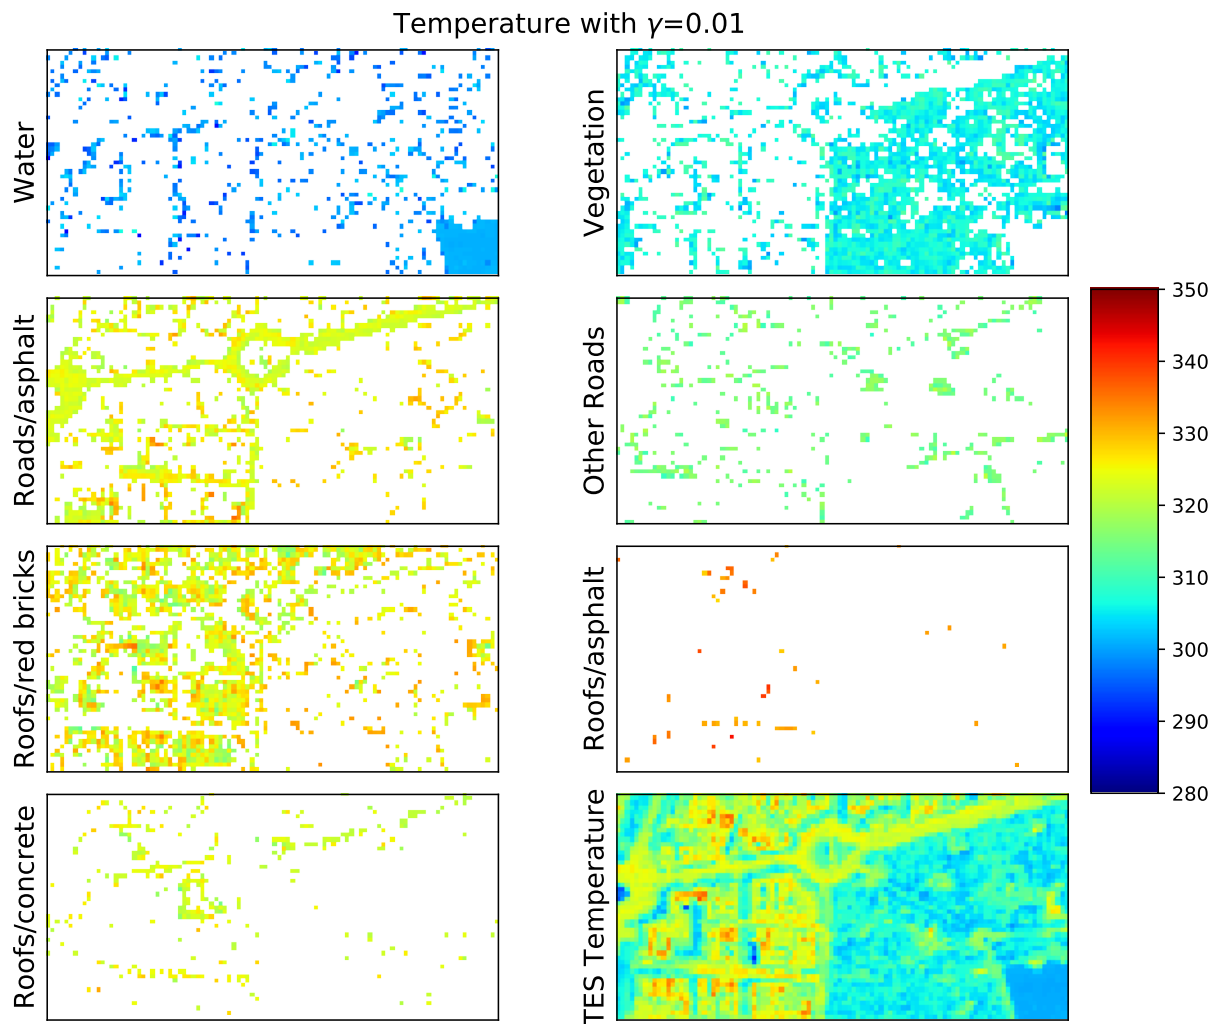 Temperature with γ=0.01
Water
Vegetation
Roads/asphalt
Other Roads
Roofs/red bricks
Roofs/asphalt
Roofs/concrete
TES Temperature
350
340
330
320
310
300
290
280